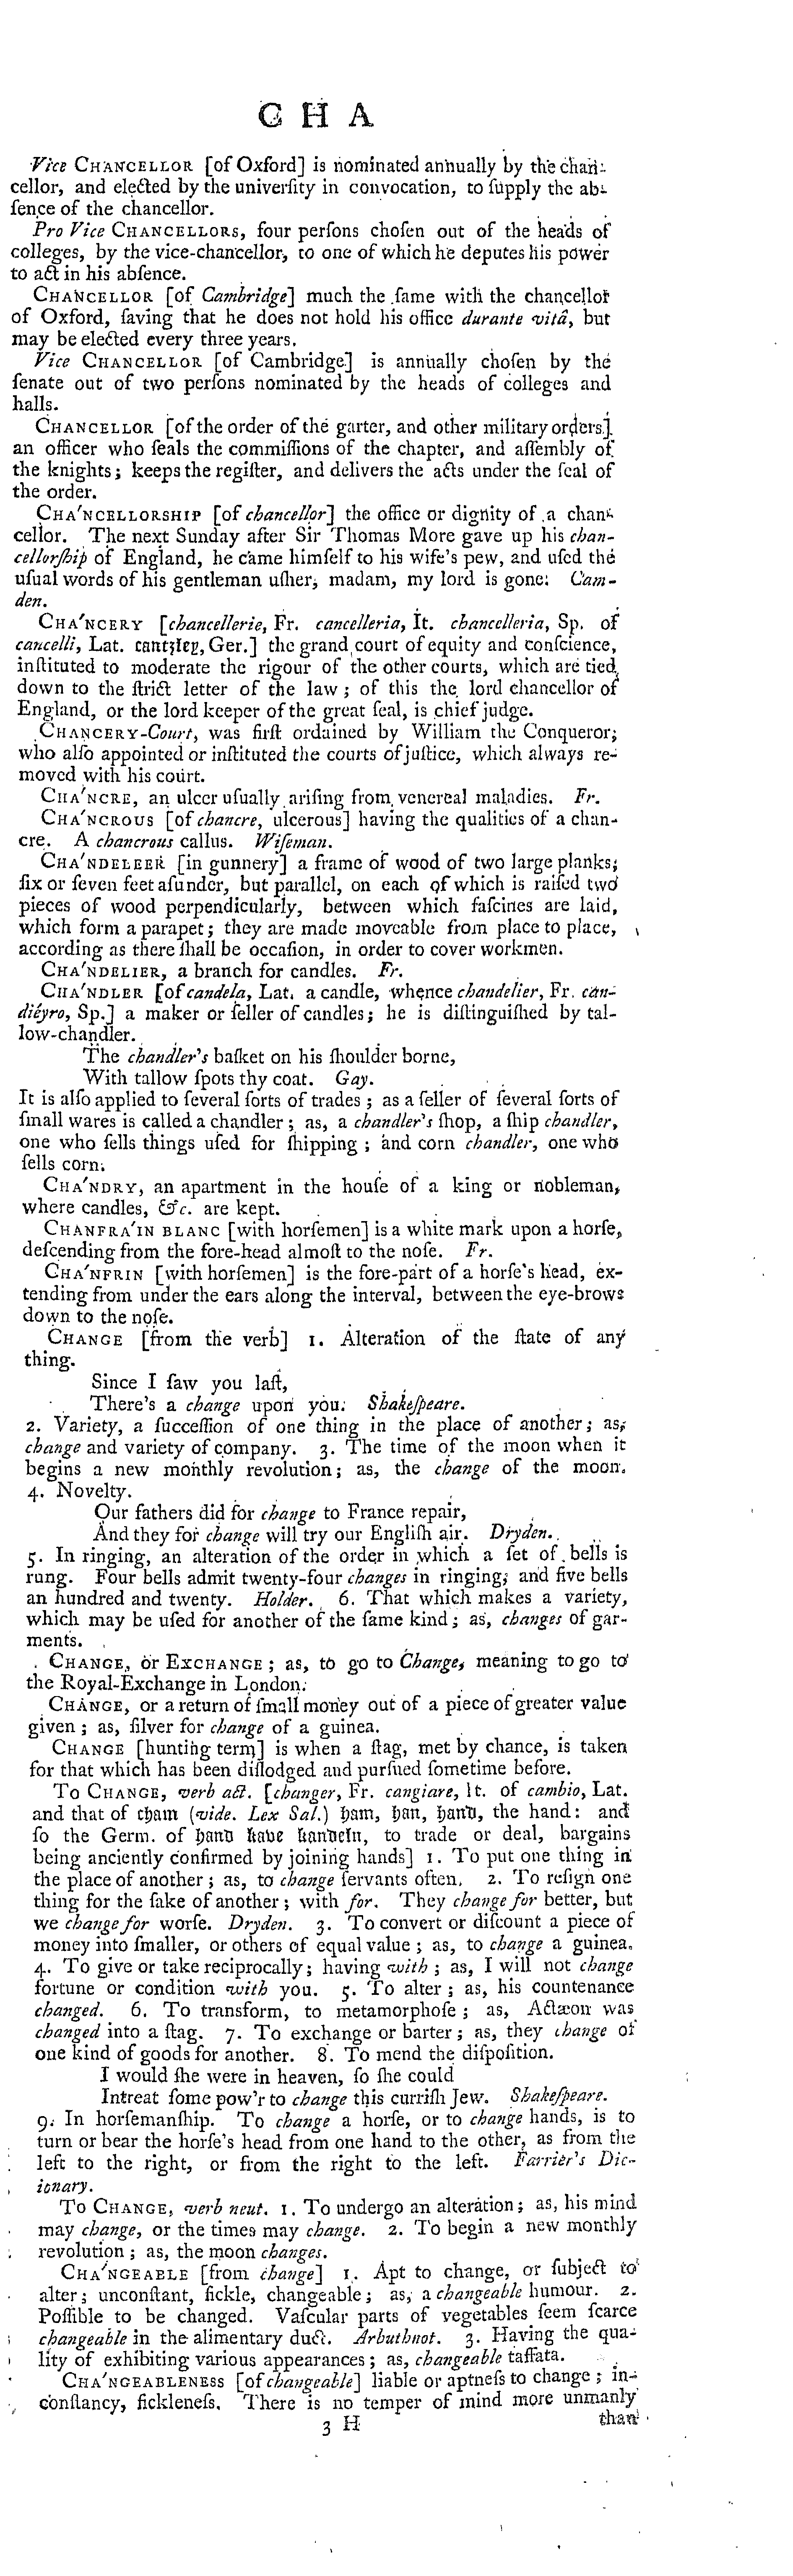 C H A
Vice CHANCELLOR [of Oxford] is nominated annually by the chan-
cellor, and elected by the univerſity in convocation, to ſupply the ab-
ſence of the chancellor.
Pro Vice CHANCELLORS, four perſons choſen out of the heads of
colleges, by the vice-chancellor, to one of which he deputes his power
to act in his abſence.
CHANCELLOR [of Cambridge] much the ſame with the chancellor
of Oxford, ſaving that he does not hold his office durante vitâ, but
may be elected every three years.
Vice CHANCELLOR [of Cambridge] is annually choſen by the
ſenate out of two perſons nominated by the heads of colleges and
halls.
CHANCELLOR [of the order of the garter, and other military orders]
an officer who ſeals the commiſſions of the chapter, and aſſembly of
the knights; keeps the regiſter, and delivers the acts under the ſeal of
the order.
CHA'NCELLORSHIP [of chancellor] the office or dignity of a chan-
cellor. The next Sunday after Sir Thomas More gave up his chan-
cellorſhip of England, he came himſelf to his wife's pew, and uſed the
uſual words of his gentleman uſher, madam, my lord is gone. Cam-
den.
CHA'NCERY [chancellerie, Fr. cancelleria, It. chancelleria, Sp. of
cancelli, Lat. cantzley, Ger.] the grand court of equity and conſcience,
inſtituted to moderate the rigour of the other courts, which are tied
down to the ſtrict letter of the law; of this the lord chancellor of
England, or the lord keeper of the great ſeal, is chief judge.
CHANCERY-Court, was firſt ordained by William the Conqueror;
who alſo appointed or inſtituted the courts of juſtice, which always re-
moved with his court.
CHA'NCRE, an ulcer uſually ariſing from venereal maladies. Fr.
CHA'NCROUS [of chancre, ulcerous] having the qualities of a chan-
cre. A chancrous callus. Wiſeman.
CHA'NDELEER [in gunnery] a frame of wood of two large planks;
ſix or ſeven feet aſunder, but parallel, on each of which is raiſed two
pieces of wood perpendicularly, between which faſcines are laid,
which form a parapet; they are made moveable from place to place,
according as there ſhall be occaſion, in order to cover workmen.
CHA'NDELIER, a branch for candles. Fr.
CHA'NDLER [of candela, Lat. a candle, whence chandelier, Fr. can-
diéyro, Sp.] a maker or ſeller of candles; he is diſtinguiſhed by tal-
low-chandler.
The chandler's baſket on his ſhoulder borne,
With tallow ſpots thy coat. Gay.
It is alſo applied to ſeveral ſorts of trades; as a ſeller of ſeveral ſorts of
ſmall wares is called a chandler; as, a chandler's ſhop, a ſhip chandler,
one who ſells things uſed for ſhipping; and corn chandler, one who
ſells corn.
CHA'NDRY, an apartment in the houſe of a king or nobleman,
where candles, &c. are kept.
CHANFRA'IN BLANC [with horſemen] is a white mark upon a horſe,
deſcending from the fore-head almoſt to the noſe. Fr.
CHA'NFRIN [with horſemen] is the fore-part of a horſe's head, ex-
tending from under the ears along the interval, between the eye-brows
down to the noſe.
CHANGE [from the verb] 1. Alteration of the ſtate of any
thing.
Since I ſaw you laſt,
There's a change upon you. Shakeſpeare.
2. Variety, a ſucceſſion of one thing in the place of another; as,
change and variety of company. 3. The time of the moon when it
begins a new monthly revolution; as, the change of the moon.
4. Novelty.
Our fathers did for change to France repair,
And they for change will try our Engliſh air. Dryden.
5. In ringing, an alteration of the order in which a ſet of bells is
rung. Four bells admit twenty-four changes in ringing, and five bells
an hundred and twenty. Holder. 6. That which makes a variety,
which may be uſed for another of the ſame kind; as, changes of gar-
ments.
CHANGE, or EXCHANGE; as, to go to Change, meaning to go to
the Royal-Exchange in London.
CHANGE, or a return of ſmall money out of a piece of greater value
given; as, ſilver for change of a guinea.
CHANGE [hunting term] is when a ſtag, met by chance, is taken
for that which has been diſlodged and purſued ſometime before.
To CHANGE, verb act. [changer, Fr. cangiare, It. of cambio, Lat.
and that of cham (vide. Lex Sal.) ham, han, hand, the hand: and
ſo the Germ. of hand have handeln, to trade or deal, bargains
being anciently confirmed by joining hands] 1. To put one thing in
the place of another; as, to change ſervants often. 2. To reſign one
thing for the ſake of another; with for. They change for better, but
we change for worſe. Dryden. 3. To convert or diſcount a piece of
money into ſmaller, or others of equal value; as, to change a guinea.
4. To give or take reciprocally; having with; as, I will not change
fortune or condition with you. 5. To alter; as, his countenance
changed. 6. To transform, to metamorphoſe; as, Actæon was
changed into a ſtag. 7. To exchange or barter; as, they change of
one kind of goods for another. 8. To mend the diſpoſition.
I would ſhe were in heaven, ſo ſhe could
Intreat ſome pow'r to change this curriſh Jew. Shakeſpeare.
9. In horſemanſhip. To change a horſe, or to change hands, is to
turn or bear the horſe's head from one hand to the other, as from the
left to the right, or from the right to the left. Farrier's Dic-
ionary.
To CHANGE, verb neut. 1. To undergo an alteration; as, his mind
may change, or the times may change. 2. To begin a new monthly
revolution; as, the moon changes.
CHA'NGEABLE [from change] 1. Apt to change, or ſubject to
alter; unconſtant, fickle, changeable; as, a changeable humour. 2.
Poſſible to be changed. Vaſcular parts of vegetables ſeem ſcarce
changeable in the alimentary duct. Arbuthnot. 3. Having the qua-
lity of exhibiting various appearances; as, changeable taffata.
CHA'NGEABLENESS [of changeable] liable or aptneſs to change; in-
conſtancy, fickleneſs. There is no temper of mind more unmanly
3 H than